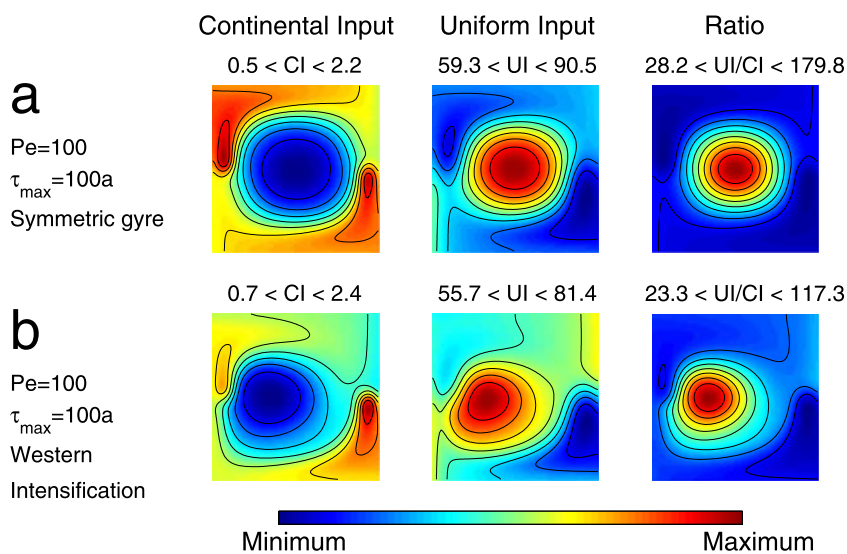 Continental Input Uniform Input Ratio
0.5 < CI < 2.2 59.3 < UI < 90.5 28.2 < UI/CI < 179.8
a
Pe=100
τmax=100a
Symmetric gyre
0.7 < CI < 2.4 55.7 < UI < 81.4 23.3 < UI/CI < 117.3
b
Pe=100
τmax=100a
Western
Intensification
Minimum Maximum